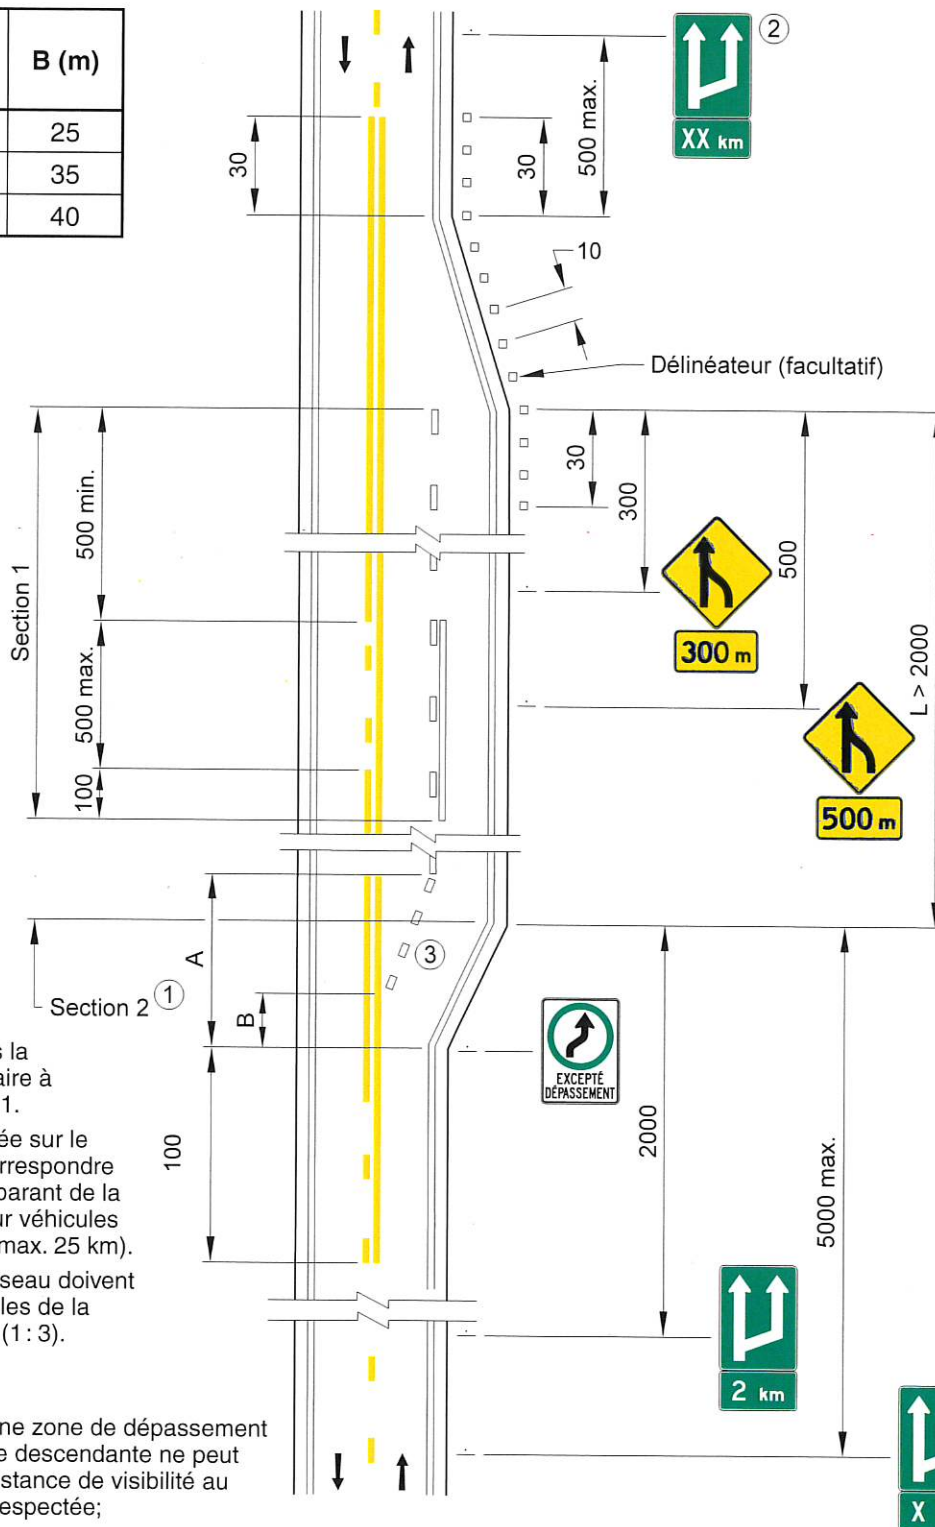 B (m)
25
35
40
2
XX km
500 max.
30
30
10
Délinéateur (facultatif)
30
300
500
L > 2000
Section 1
500 min.
500 max.
100
300 m
500 m
A
B
3
Section 2 1
EXCEPTÉ
DÉPASSEMENT
100
2000
5000 max.
2 km
X
s la
aire à
1.
ée sur le
rrespondre
parant de la
ur véhicules
max. 25 km).
seau doivent
les de la
(1 : 3).
ne zone de dépassement
e descendante ne peut
stance de visibilité au
espectée;